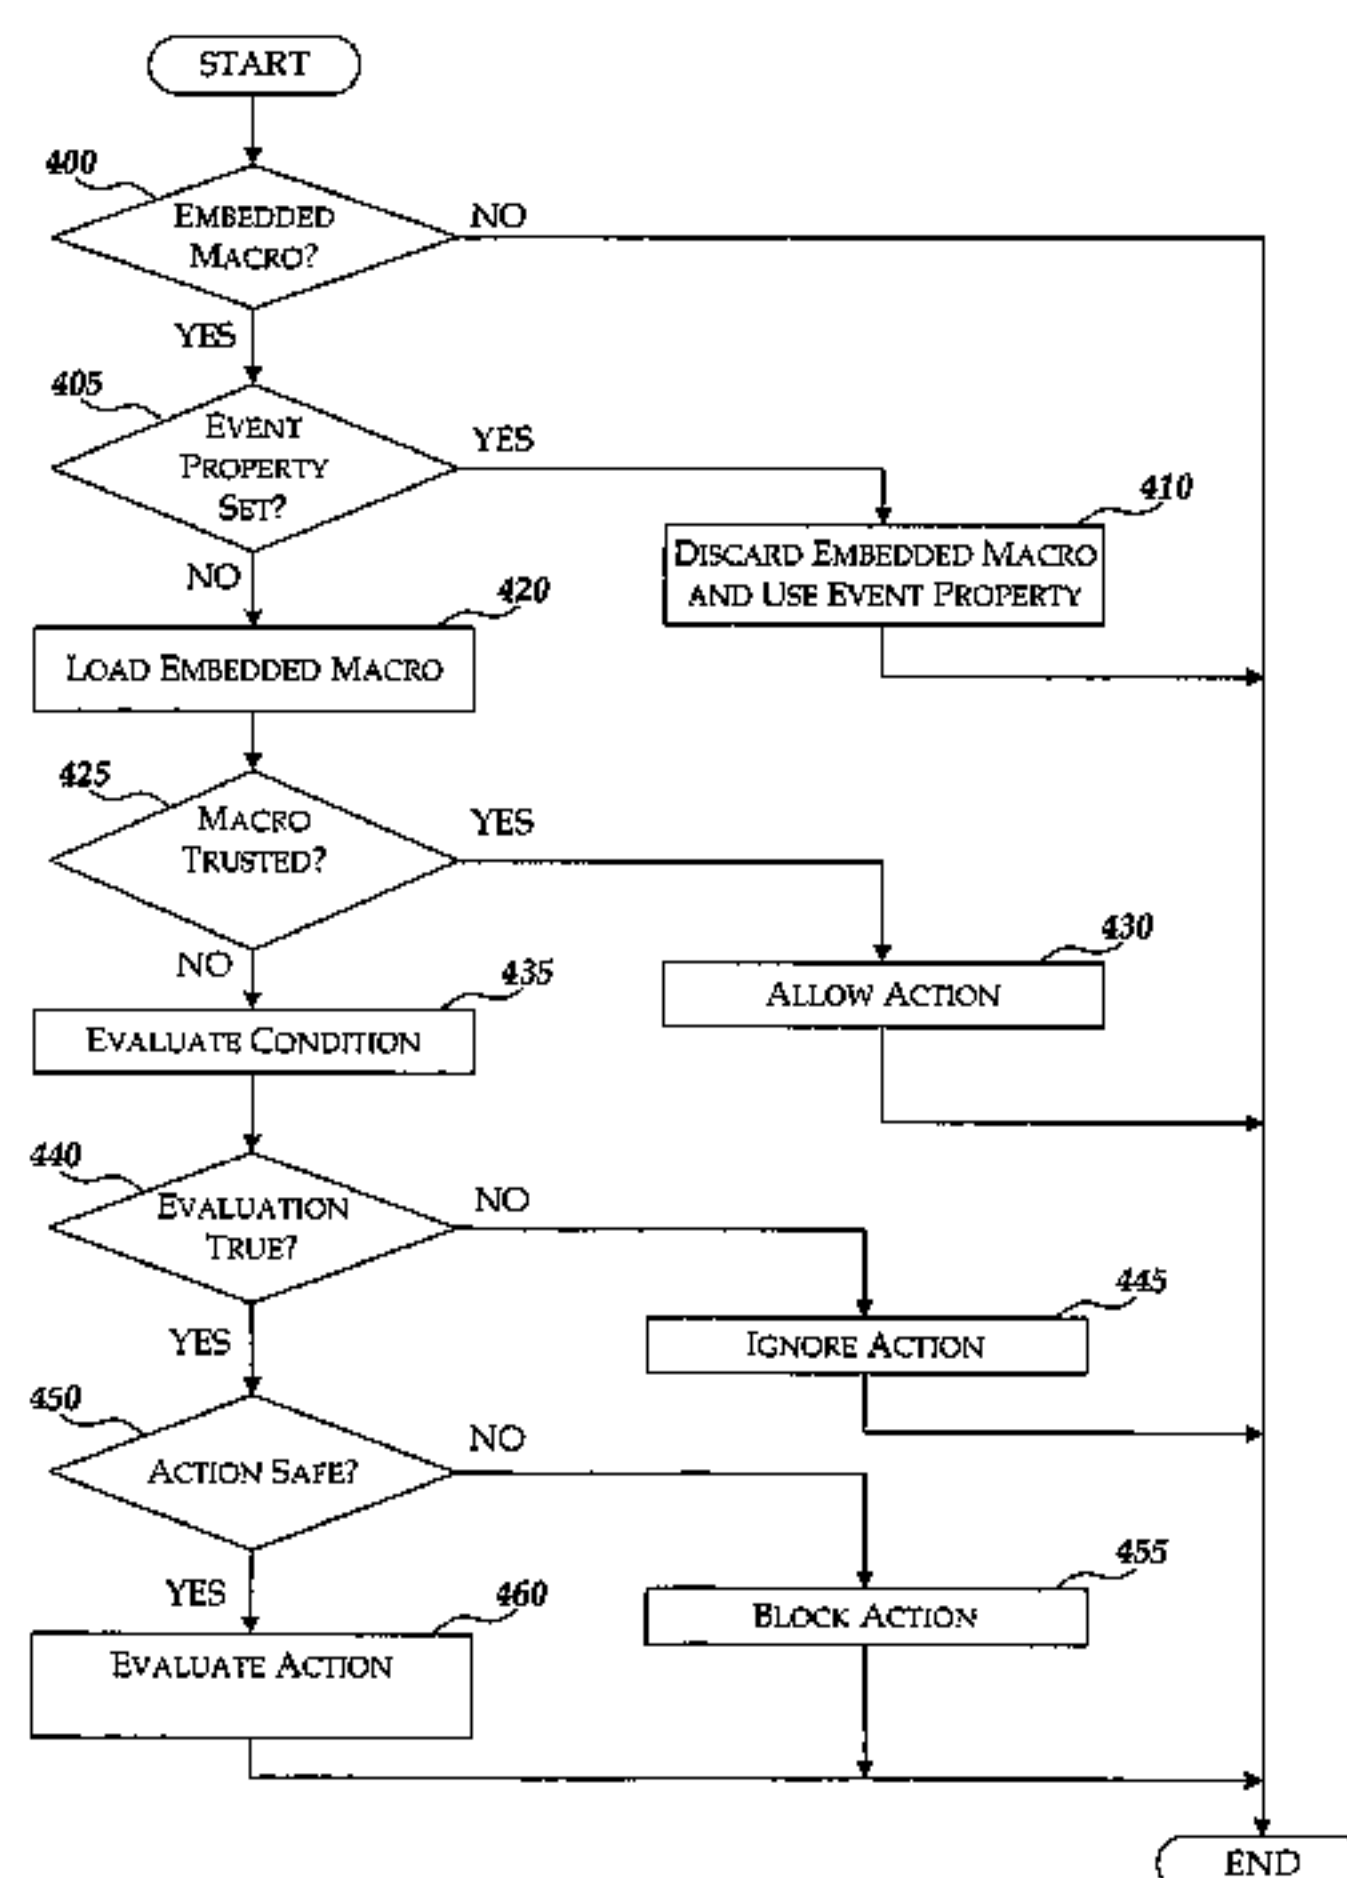 START
400
EMBEDDED
MACRO?
NO
YES
405
EVENT
PROPERTY
SET?
YES
410
DISCARD EMBEDDED MACRO
AND USE EVENT PROPERTY
NO
420
LOAD EMBEDDED MACRO
425
MACRO
TRUSTED?
YES
430
ALLOW ACTION
NO
435
EVALUATE CONDITION
440
EVALUATION
TRUE?
NO
445
IGNORE ACTION
YES
450
ACTION SAFE?
NO
455
BLOCK ACTION
YES
460
EVALUATE ACTION
END